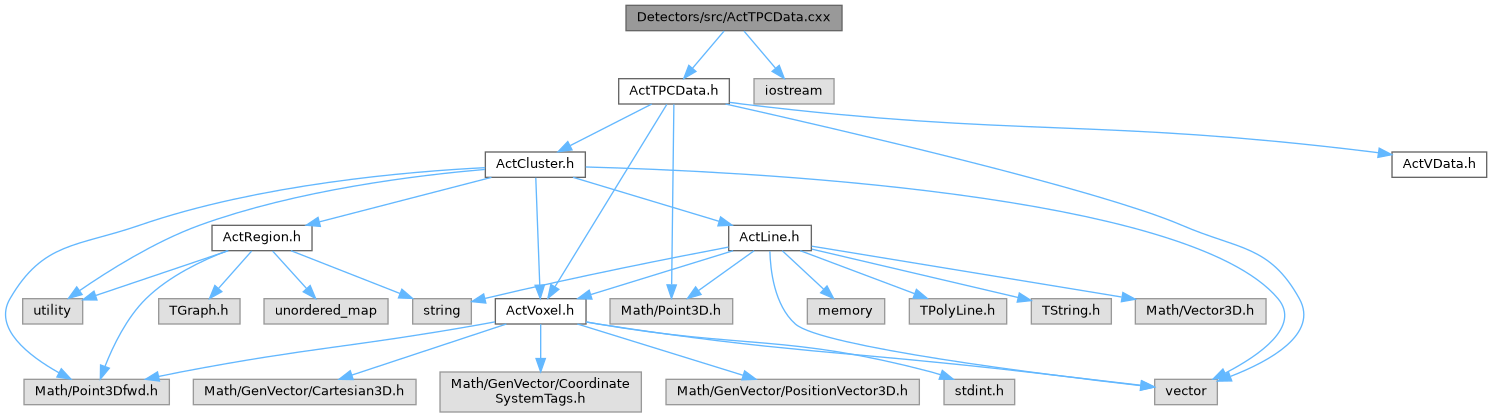 Detectors/src/ActTPCData.cxx
ActTPCData.h
iostream
ActCluster.h
ActVData.h
ActRegion.h
ActLine.h
utility
TGraph.h
unordered_map
string
ActVoxel.h
Math/Point3D.h
memory
TPolyLine.h
TString.h
Math/Vector3D.h
Math/Point3Dfwd.h
Math/GenVector/Cartesian3D.h
Math/GenVector/Coordinate
SystemTags.h
Math/GenVector/PositionVector3D.h
stdint.h
vector